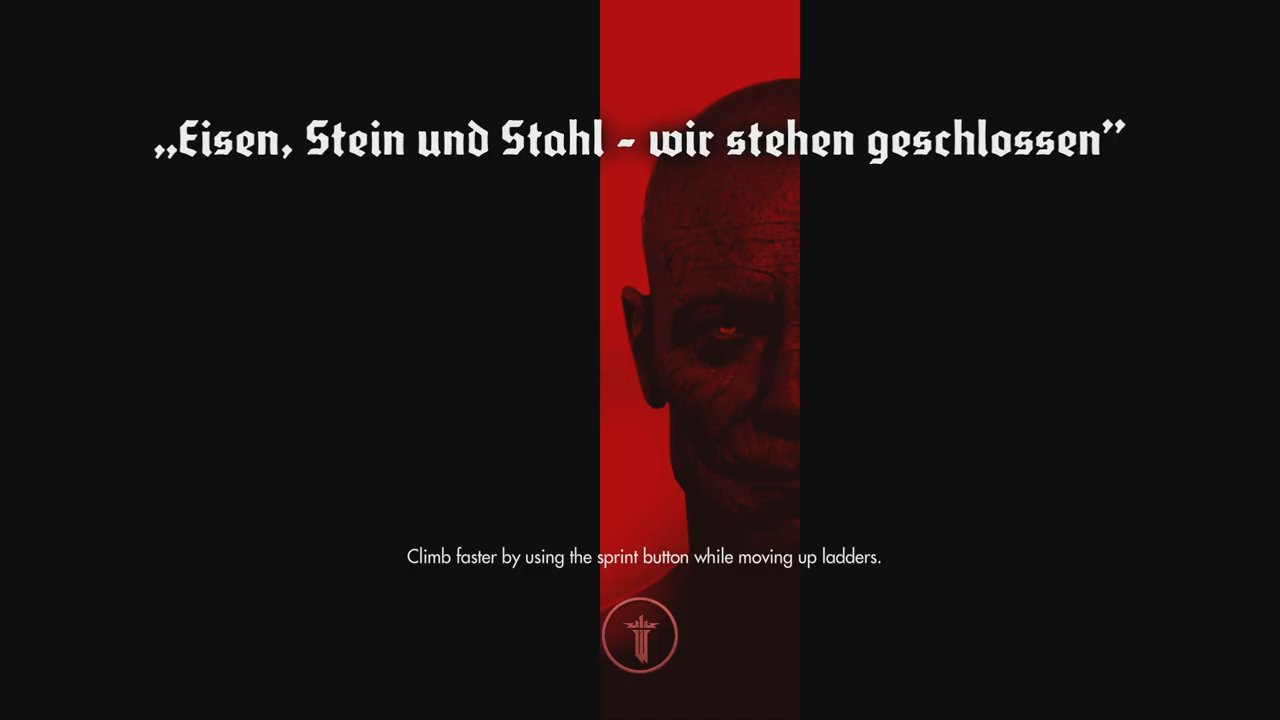 „Eisen, Stein und Stahl - wir stehen geschlossen”
Climb faster by using the sprint button while moving up ladders.